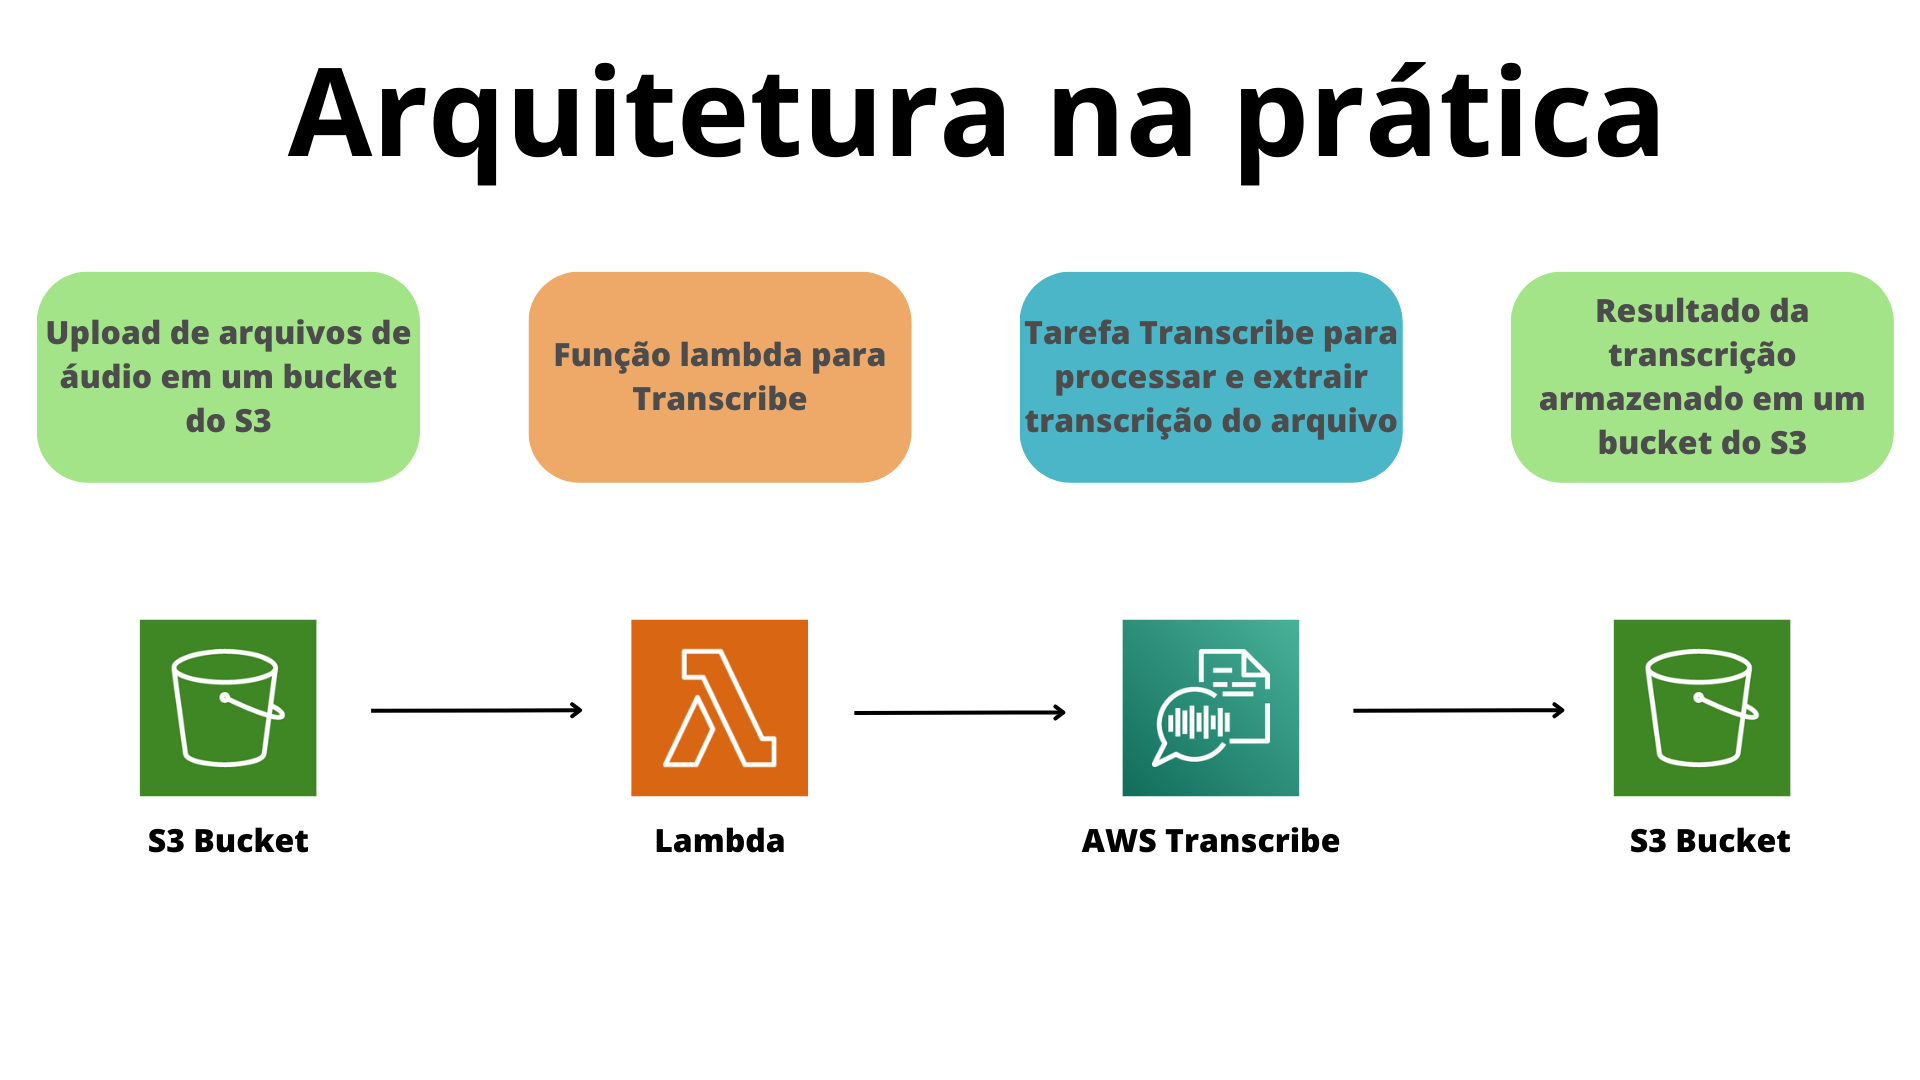 Arquitetura na prática
Upload de arquivos de
áudio em um bucket
do S3
Função lambda para
Transcribe
Tarefa Transcribe para
processar e extrair
transcrição do arquivo
Resultado da
transcrição
armazenado em um
bucket do S3
S3 Bucket
Lambda
AWS Transcribe
S3 Bucket